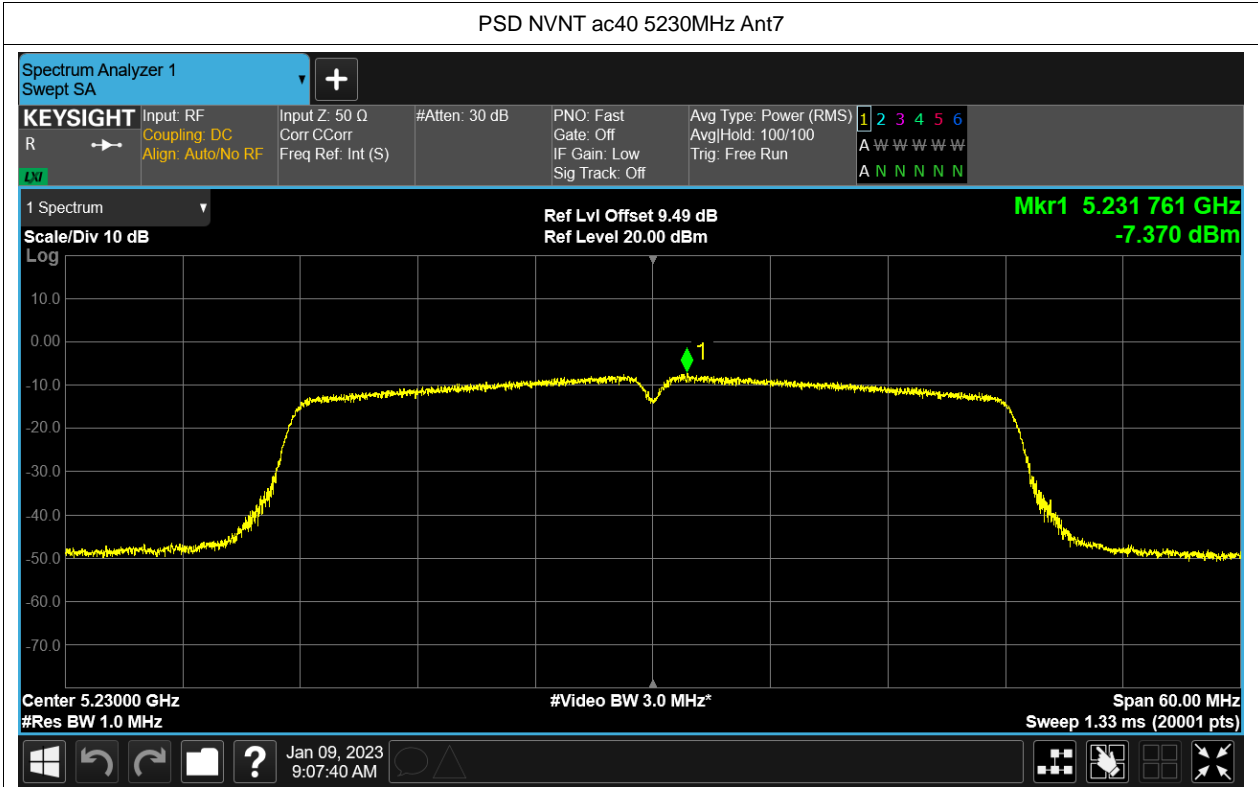 PSD NVNT ac40 5230MHz Ant7
Spectrum Analyzer 1
Swept SA
KEYSIGHT
R
LXI
Input: RF
Coupling: DC
Align: Auto/No RF
Input Z: 50 Ω
Corr CCorr
Freq Ref: Int (S)
#Atten: 30 dB
PNO: Fast
Gate: Off
IF Gain: Low
Sig Track: Off
Avg Type: Power (RMS)
Avg|Hold: 100/100
Trig: Free Run
1 2 3 4 5 6
A W W W W W
A N N N N N
1 Spectrum
Scale/Div 10 dB
Log
Ref Lvl Offset 9.49 dB
Ref Level 20.00 dBm
Mkr1 5.231 761 GHz
-7.370 dBm
10.0
0.00
1
-10.0
-20.0
-30.0
-40.0
-50.0
-60.0
-70.0
Center 5.23000 GHz
#Res BW 1.0 MHz
#Video BW 3.0 MHz*
Span 60.00 MHz
Sweep 1.33 ms (20001 pts)
?
Jan 09, 2023
9:07:40 AM